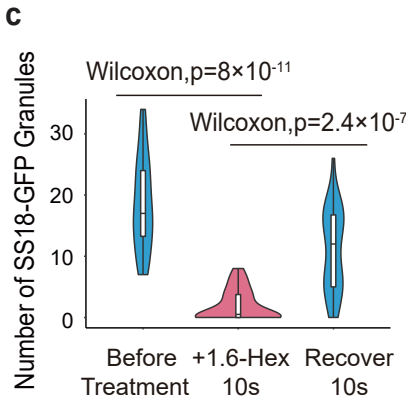 c
Wilcoxon,p=8×10⁻¹¹
Wilcoxon,p=2.4×10⁻⁷
Number of SS18-GFP Granules
30
20
10
0
Before Treatment
+1.6-Hex 10s
Recover 10s